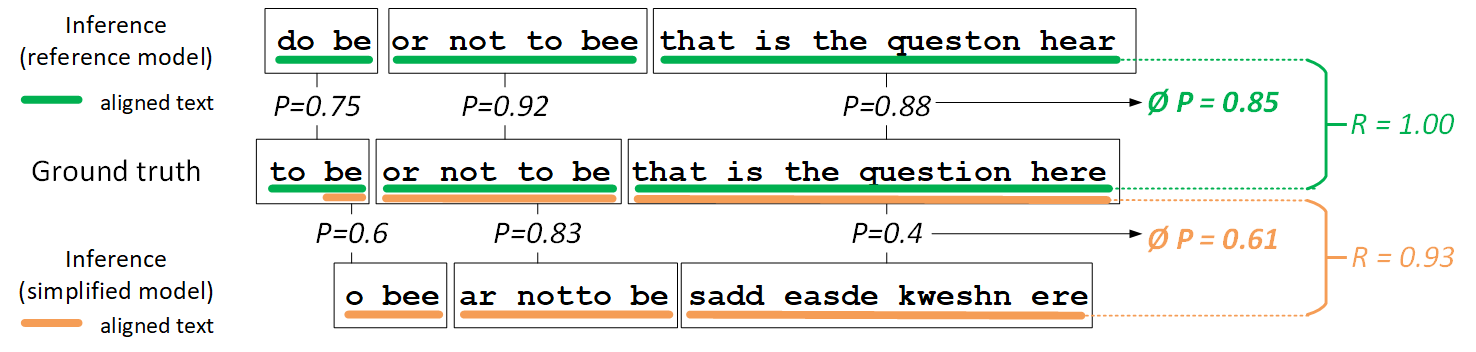 Inference
(reference model)
aligned text
do be or not to bee that is the queston hear
P=0.75 P=0.92 P=0.88 Ø P = 0.85
R = 1.00
Ground truth
to be or not to be that is the question here
P=0.6 P=0.83 P=0.4 Ø P = 0.61
R = 0.93
Inference
(simplified model)
aligned text
o bee ar notto be sadd easde kweshn ere